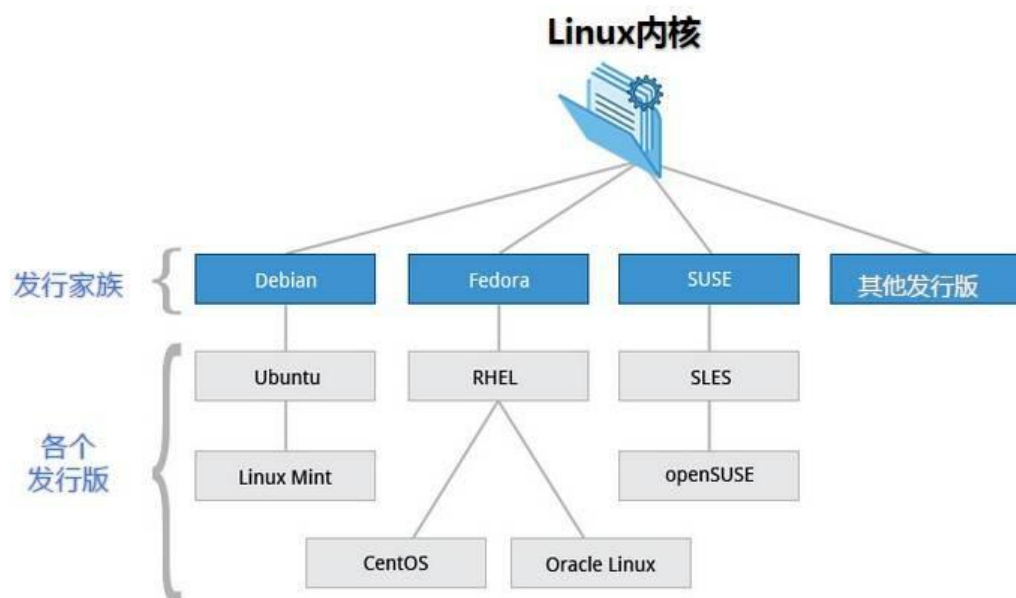 Linux内核
发行家族
Debian
Fedora
SUSE
其他发行版
各个
发行版
Ubuntu
RHEL
SLES
Linux Mint
openSUSE
CentOS
Oracle Linux